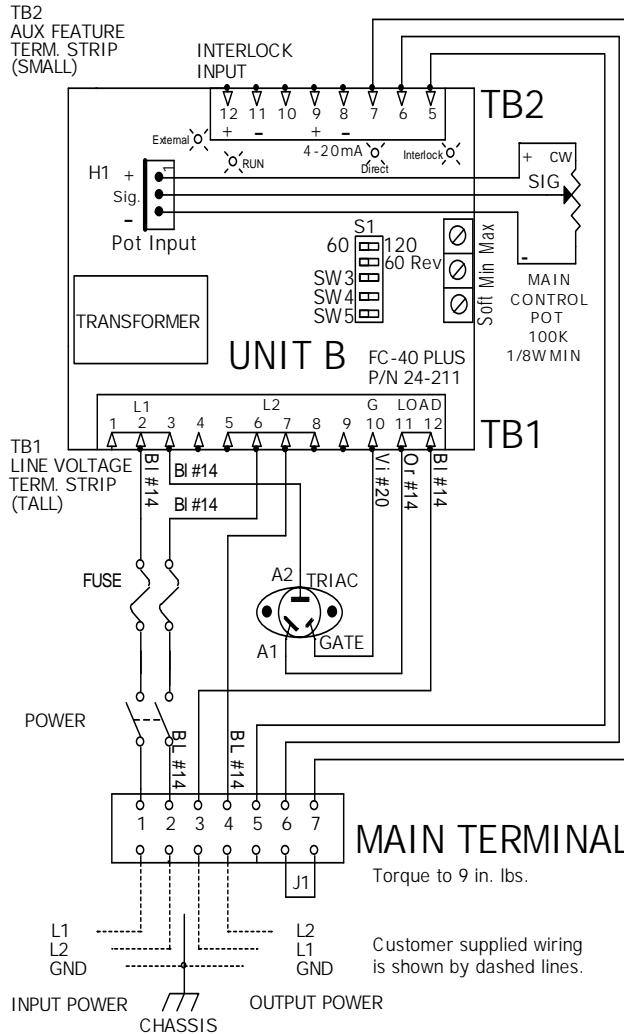 TB2
AUX FEATURE
TERM. STRIP
(SMALL)
INTERLOCK
INPUT
12 11 10 9 8 7 6 5
+ - + -
TB2
4-20mA
External
RUN
Direct
Interlock
H1
+
1
Sig.
-
Pot Input
+ CW
SIG
-
MAIN
CONTROL
POT
100K
1/8W MIN
S1
60 120
60 Rev
SW3
SW4
SW5
Soft Min Max
TRANSFORMER
UNIT B
FC-40 PLUS
P/N 24-211
L1 L2 G LOAD
1 2 3 4 5 6 7 8 9 10 11 12
TB1
TB1
LINE VOLTAGE
TERM. STRIP
(TALL)
Bl #14
Bl #14
Bl #14
Vi #20
Or #14
Bl #14
FUSE
A2
TRIAC
A1
GATE
POWER
BL #14
BL #14
1 2 3 4 5 6 7
MAIN TERMINAL
J1
Torque to 9 in. lbs.
L1
L2
GND
L2
L1
GND
Customer supplied wiring
is shown by dashed lines.
INPUT POWER
OUTPUT POWER
CHASSIS